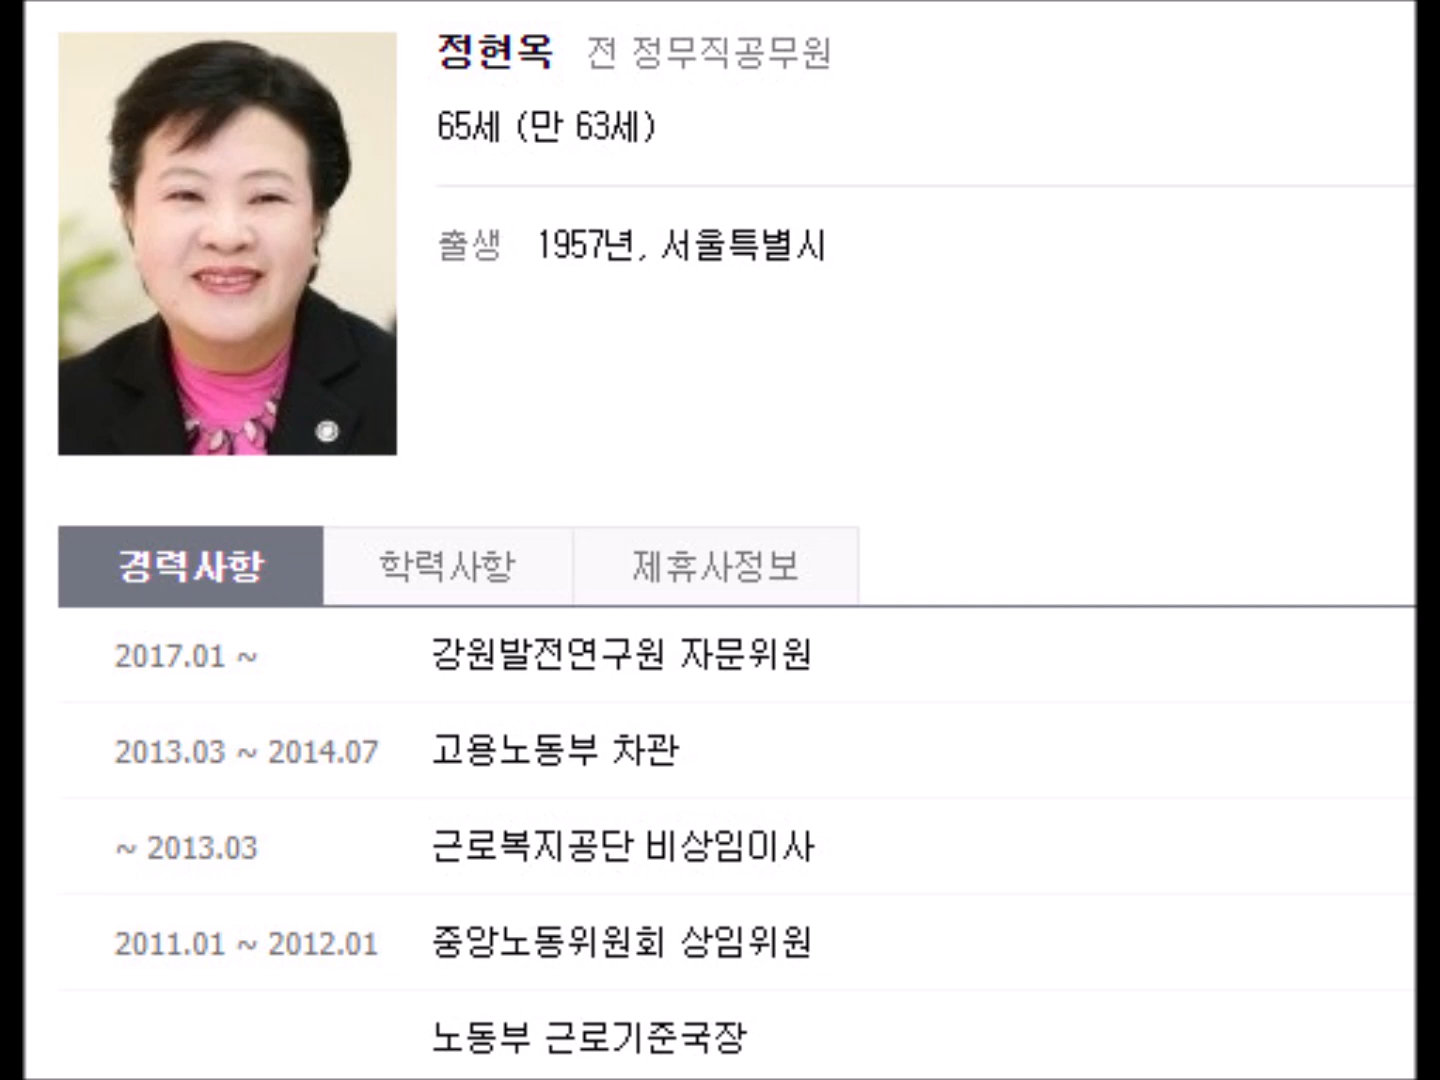 정현옥 전 정무직공무원
65세 (만 63세)
출생 1957년, 서울특별시
경력사항 학력사항 제휴사정보
2017.01 ~ 강원발전연구원 자문위원
2013.03 ~ 2014.07 고용노동부 차관
~ 2013.03 근로복지공단 비상임이사
2011.01 ~ 2012.01 중앙노동위원회 상임위원
노동부 근로기준국장